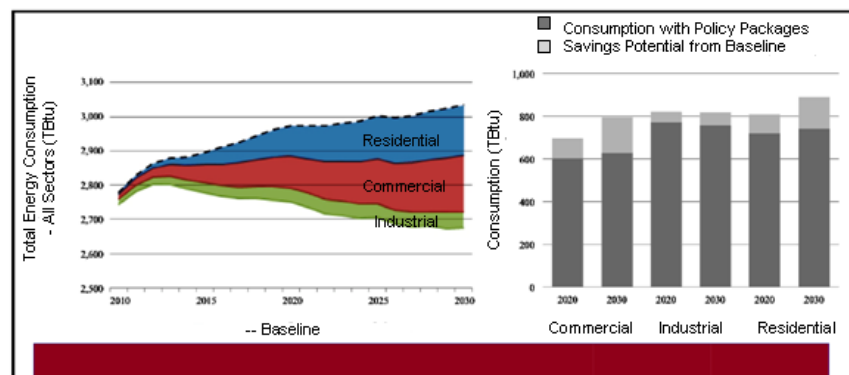 Consumption with Policy Packages
Savings Potential from Baseline
Total Energy Consumption
- All Sectors (TBtu)
3,100
3,000
2,900
2,800
2,700
2,600
2,500
2010
2015
2020
2025
2030
Residential
Commercial
Industrial
-- Baseline
Consumption (TBtu)
1,000
800
600
400
200
0
2020
2030
2020
2030
2020
2030
Commercial
Industrial
Residential